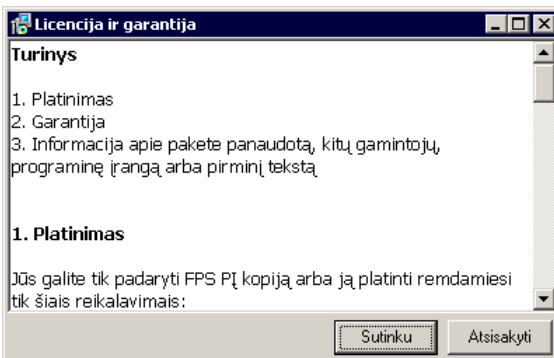 Licencija ir garantija
Turinys
1. Platinimas
2. Garantija
3. Informacija apie pakete panaudotą, kitų gamintojų,
programinę įrangą arba pirminį tekstą
1. Platinimas
Jūs galite tik padaryti FPS PĮ kopiją arba ją platinti remdamiesi
tik šiais reikalavimais:
Sutinku
Atsisakyti